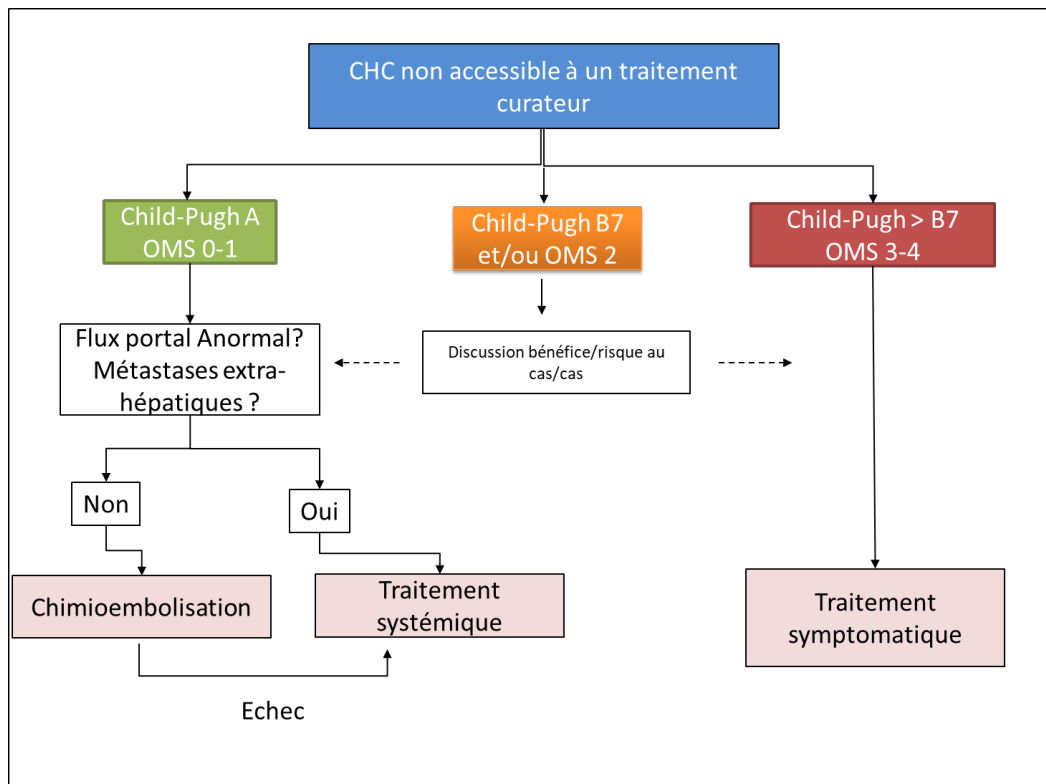 CHC non accessible à un traitement
curateur
Child-Pugh A
OMS 0-1
Child-Pugh B7
et/ou OMS 2
Child-Pugh > B7
OMS 3-4
Flux portal Anormal?
Métastases extra-
hépatiques ?
Discussion bénéfice/risque au
cas/cas
Non
Oui
Chimioembolisation
Traitement
systémique
Traitement
symptomatique
Echec